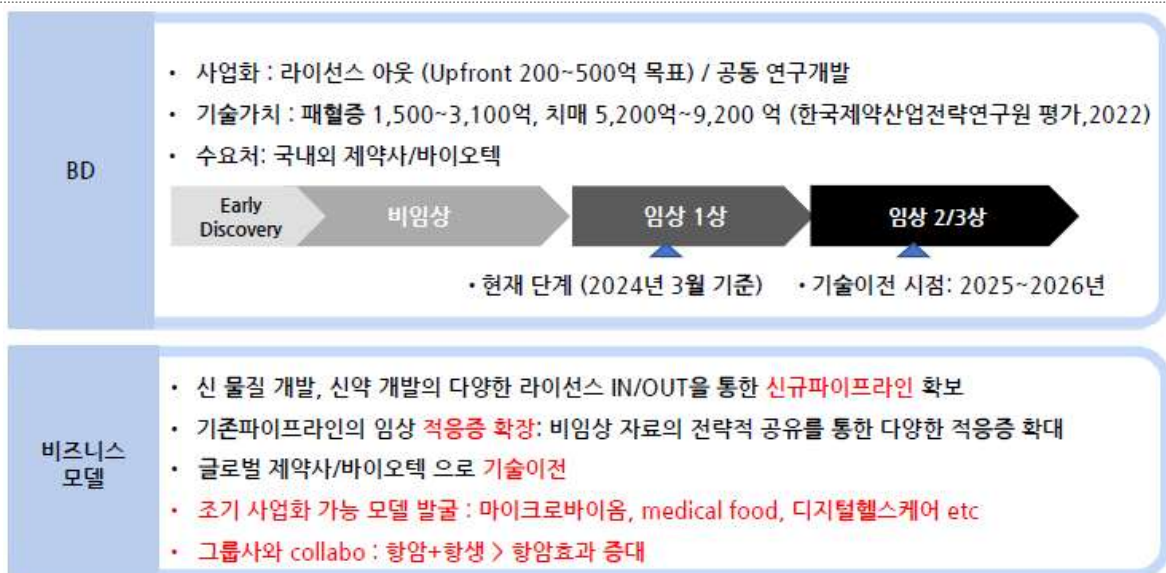 BD
• 사업화 : 라이선스 아웃 (Upfront 200~500억 목표) / 공동 연구개발
• 기술가치 : 패혈증 1,500~3,100억, 치매 5,200억~9,200 억 (한국제약산업전략연구원 평가,2022)
• 수요처: 국내외 제약사/바이오텍
Early
Discovery
비임상
임상 1상
임상 2/3상
• 현재 단계 (2024년 3월 기준)
• 기술이전 시점: 2025~2026년
비즈니스
모델
• 신 물질 개발, 신약 개발의 다양한 라이선스 IN/OUT을 통한 신규파이프라인 확보
• 기존파이프라인의 임상 적응증 확장: 비임상 자료의 전략적 공유를 통한 다양한 적응증 확대
• 글로벌 제약사/바이오텍 으로 기술이전
• 조기 사업화 가능 모델 발굴 : 마이크로바이옴, medical food, 디지털헬스케어 etc
• 그룹사와 collabo : 항암+항생 > 항암효과 증대